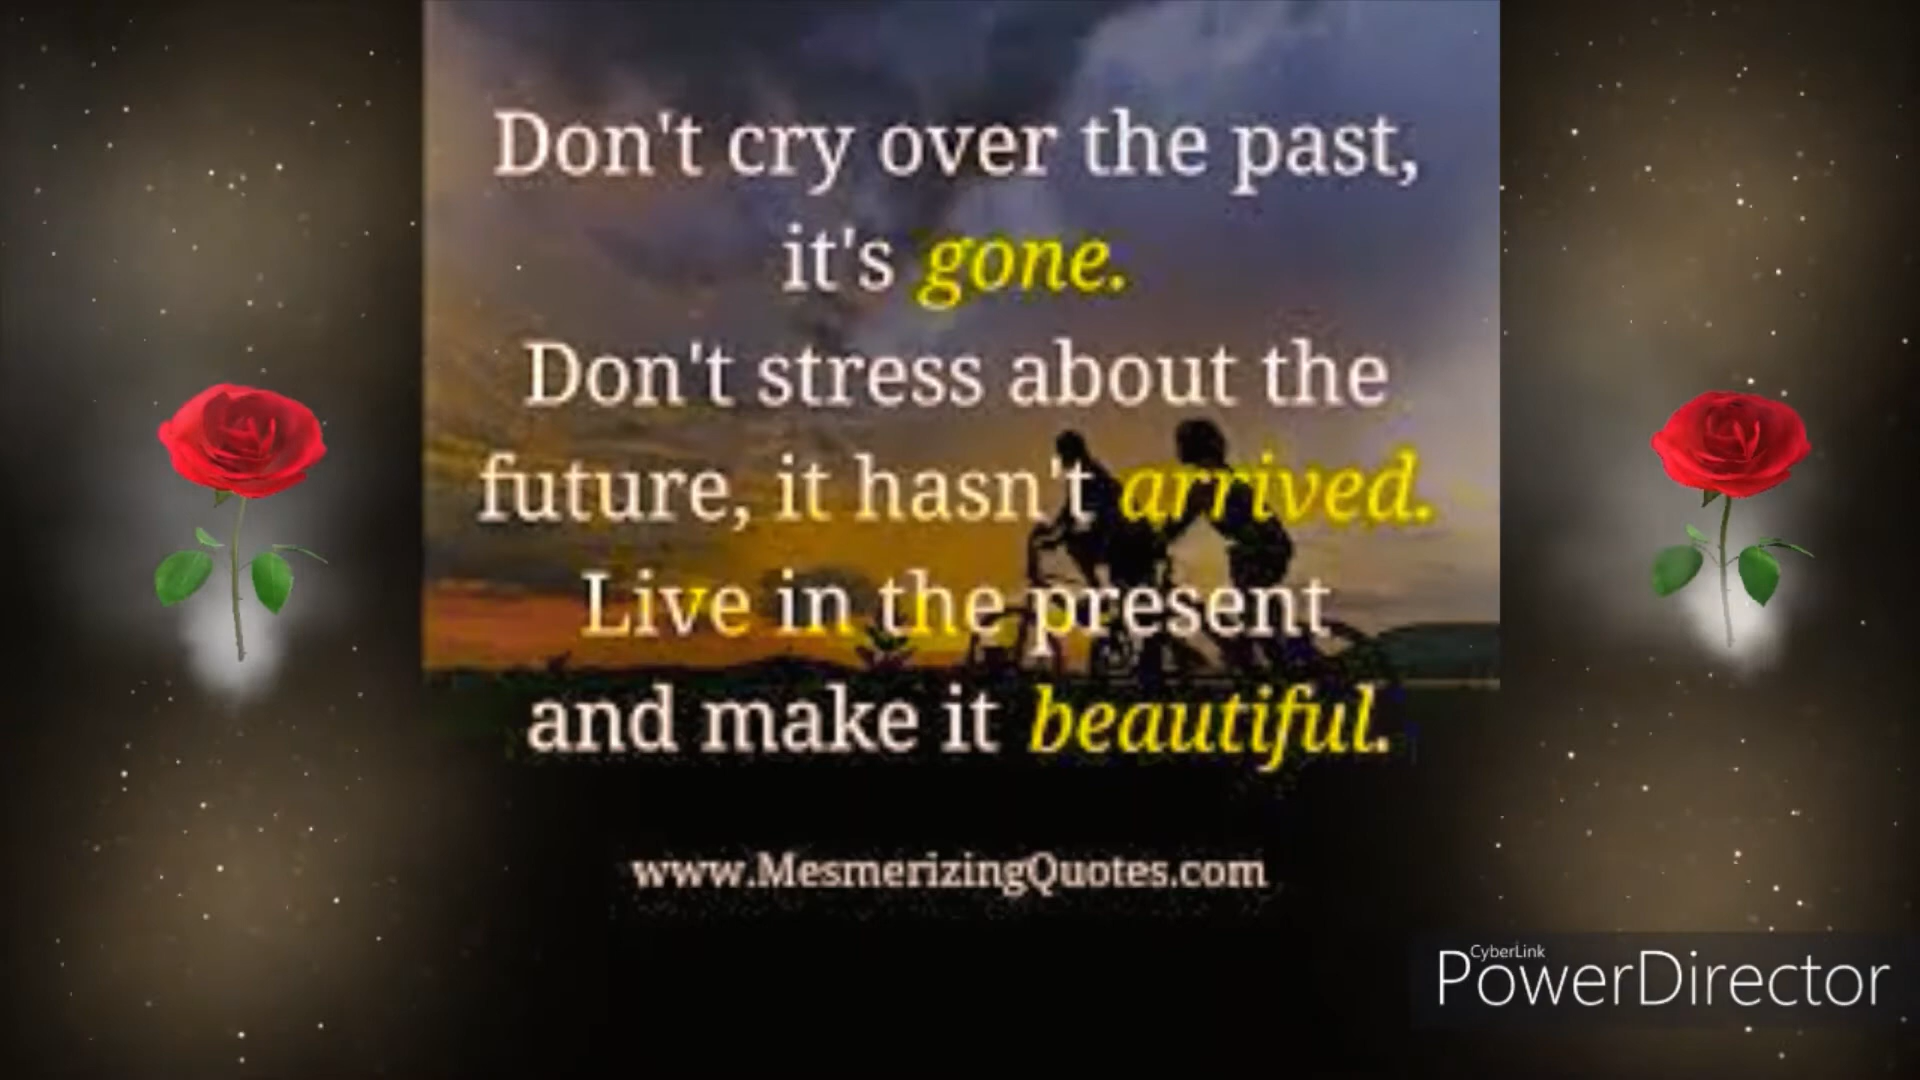 Don't cry over the past,
it's gone.
Don't stress about the
future, it hasn't arrived.
Live in the present
and make it beautiful.
www.MesmerizingQuotes.com
CyberLink
PowerDirector